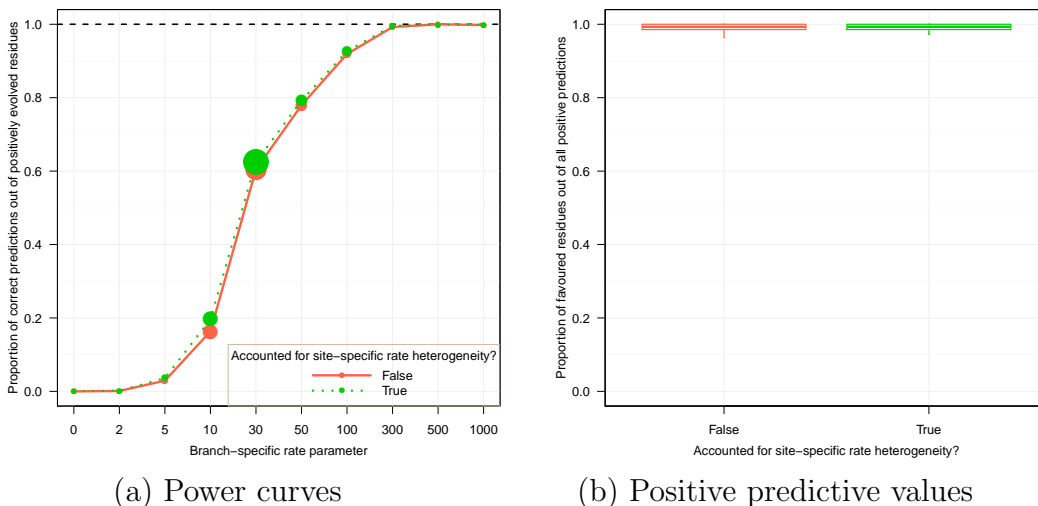 Proportion of correct predictions out of positively evolved residues
1.0
0.8
0.6
0.4
0.2
0.0
Accounted for site−specific rate heterogeneity?
False
True
0 2 5 10 30 50 100 300 500 1000
Branch−specific rate parameter
(a) Power curves
Proportion of favoured residues out of all positive predictions
1.0
0.8
0.6
0.4
0.2
0.0
False True
Accounted for site−specific rate heterogeneity?
(b) Positive predictive values